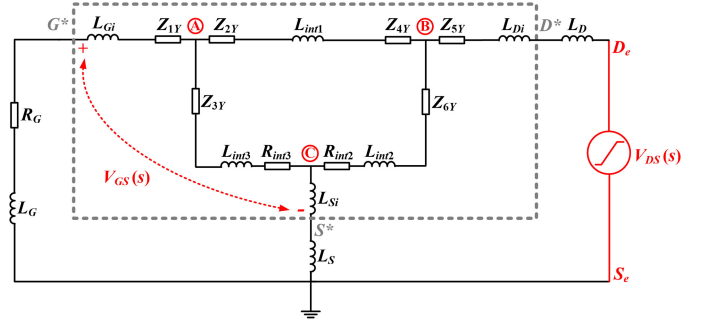 G* L_Gi Z_1Y A Z_2Y L_int1 Z_4Y B Z_5Y L_Di D* L_D
+ D_e
R_G Z_3Y Z_6Y
L_int3 R_int3 C R_int2 L_int2 V_DS(s)
V_GS(s)
L_G - L_Si
S*
L_S S_e